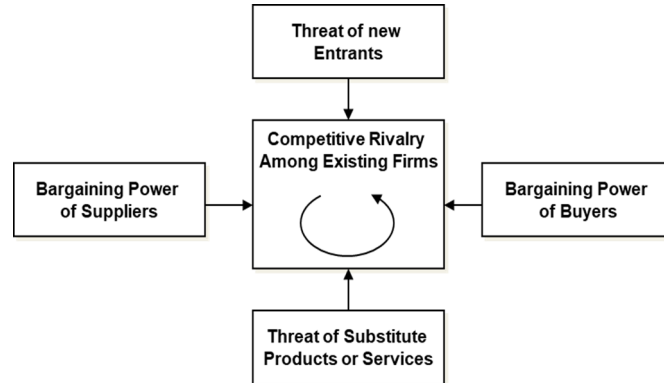 Threat of new
Entrants
Competitive Rivalry
Among Existing Firms
Bargaining Power
of Suppliers
Bargaining Power
of Buyers
Threat of Substitute
Products or Services